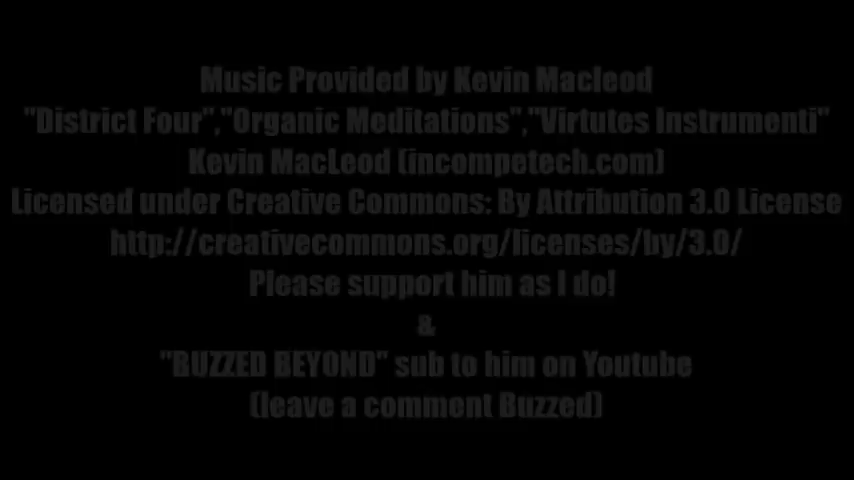 Music Provided by Kevin Macleod
"District Four","Organic Meditations","Virtutes Instrumenti"
Kevin MacLeod (incompetech.com)
Licensed under Creative Commons: By Attribution 3.0 License
http://creativecommons.org/licenses/by/3.0/
Please support him as I do!
&
"BUZZED BEYOND" sub to him on Youtube
(leave a comment Buzzed)